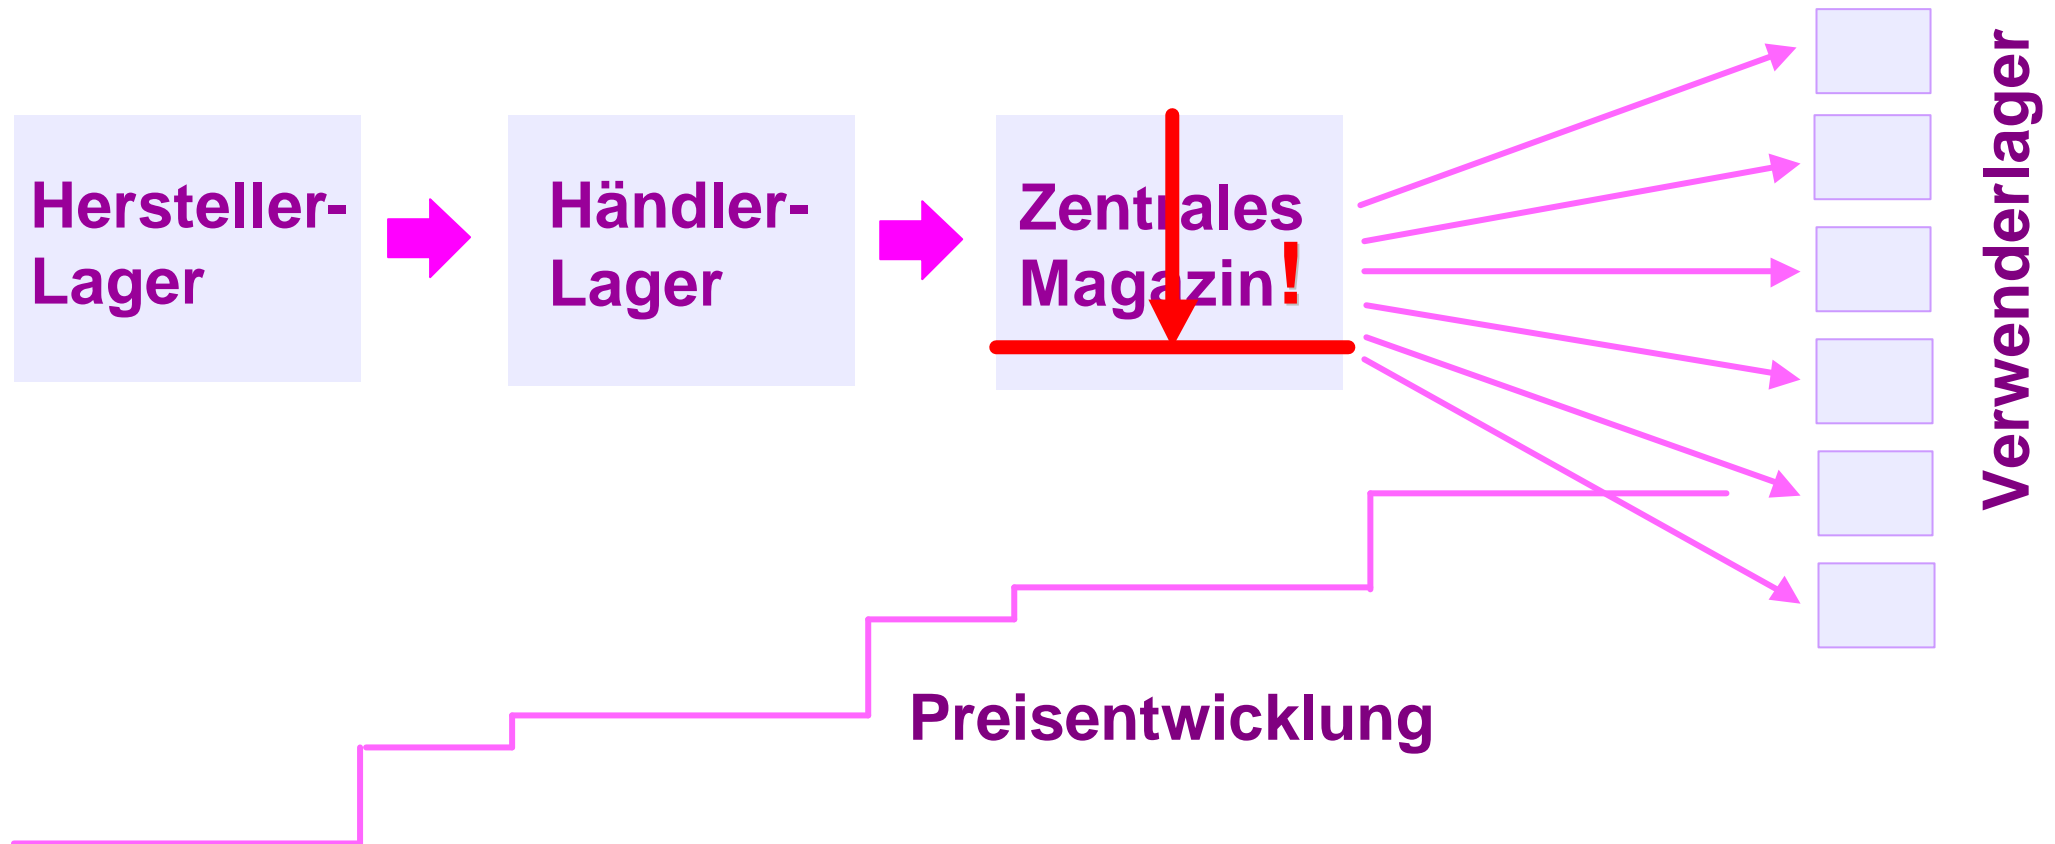 Hersteller-
Lager
Händler-
Lager
Zentrales
Magazin!
Verwenderlager
Preisentwicklung